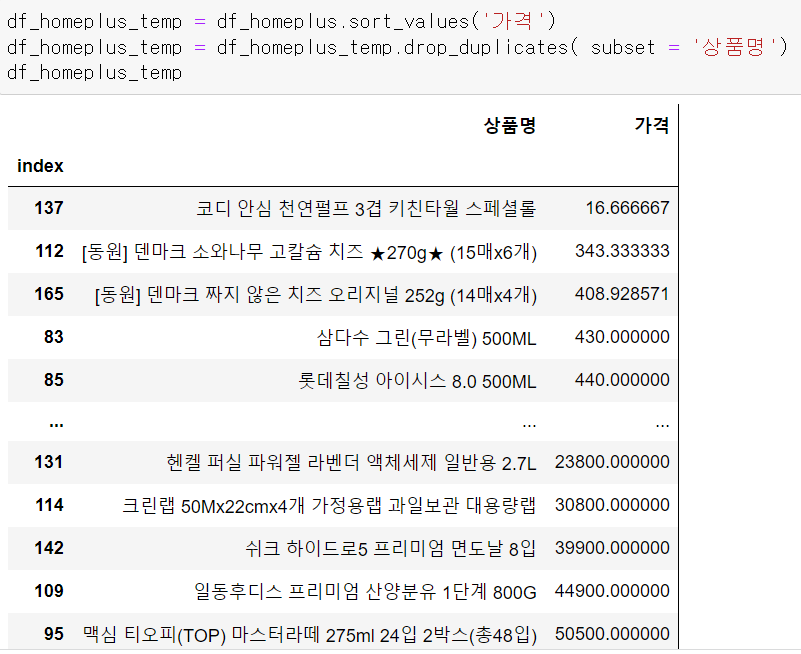 df_homeplus_temp = df_homeplus.sort_values('가격')
df_homeplus_temp = df_homeplus_temp.drop_duplicates( subset = '상품명')
df_homeplus_temp
상품명 가격
index
137 코디 안심 천연펄프 3겹 키친타월 스페셜롤 16.666667
112 [동원] 덴마크 소와나무 고칼슘 치즈 ★270g★ (15매x6개) 343.333333
165 [동원] 덴마크 짜지 않은 치즈 오리지널 252g (14매x4개) 408.928571
83 삼다수 그린(무라벨) 500ML 430.000000
85 롯데칠성 아이시스 8.0 500ML 440.000000
... ... ...
131 헨켈 퍼실 파워젤 라벤더 액체세제 일반용 2.7L 23800.000000
114 크린랩 50Mx22cmx4개 가정용랩 과일보관 대용량랩 30800.000000
142 쉬크 하이드로5 프리미엄 면도날 8입 39900.000000
109 일동후디스 프리미엄 산양분유 1단계 800G 44900.000000
95 맥심 티오피(TOP) 마스터라떼 275ml 24입 2박스(총48입) 50500.000000